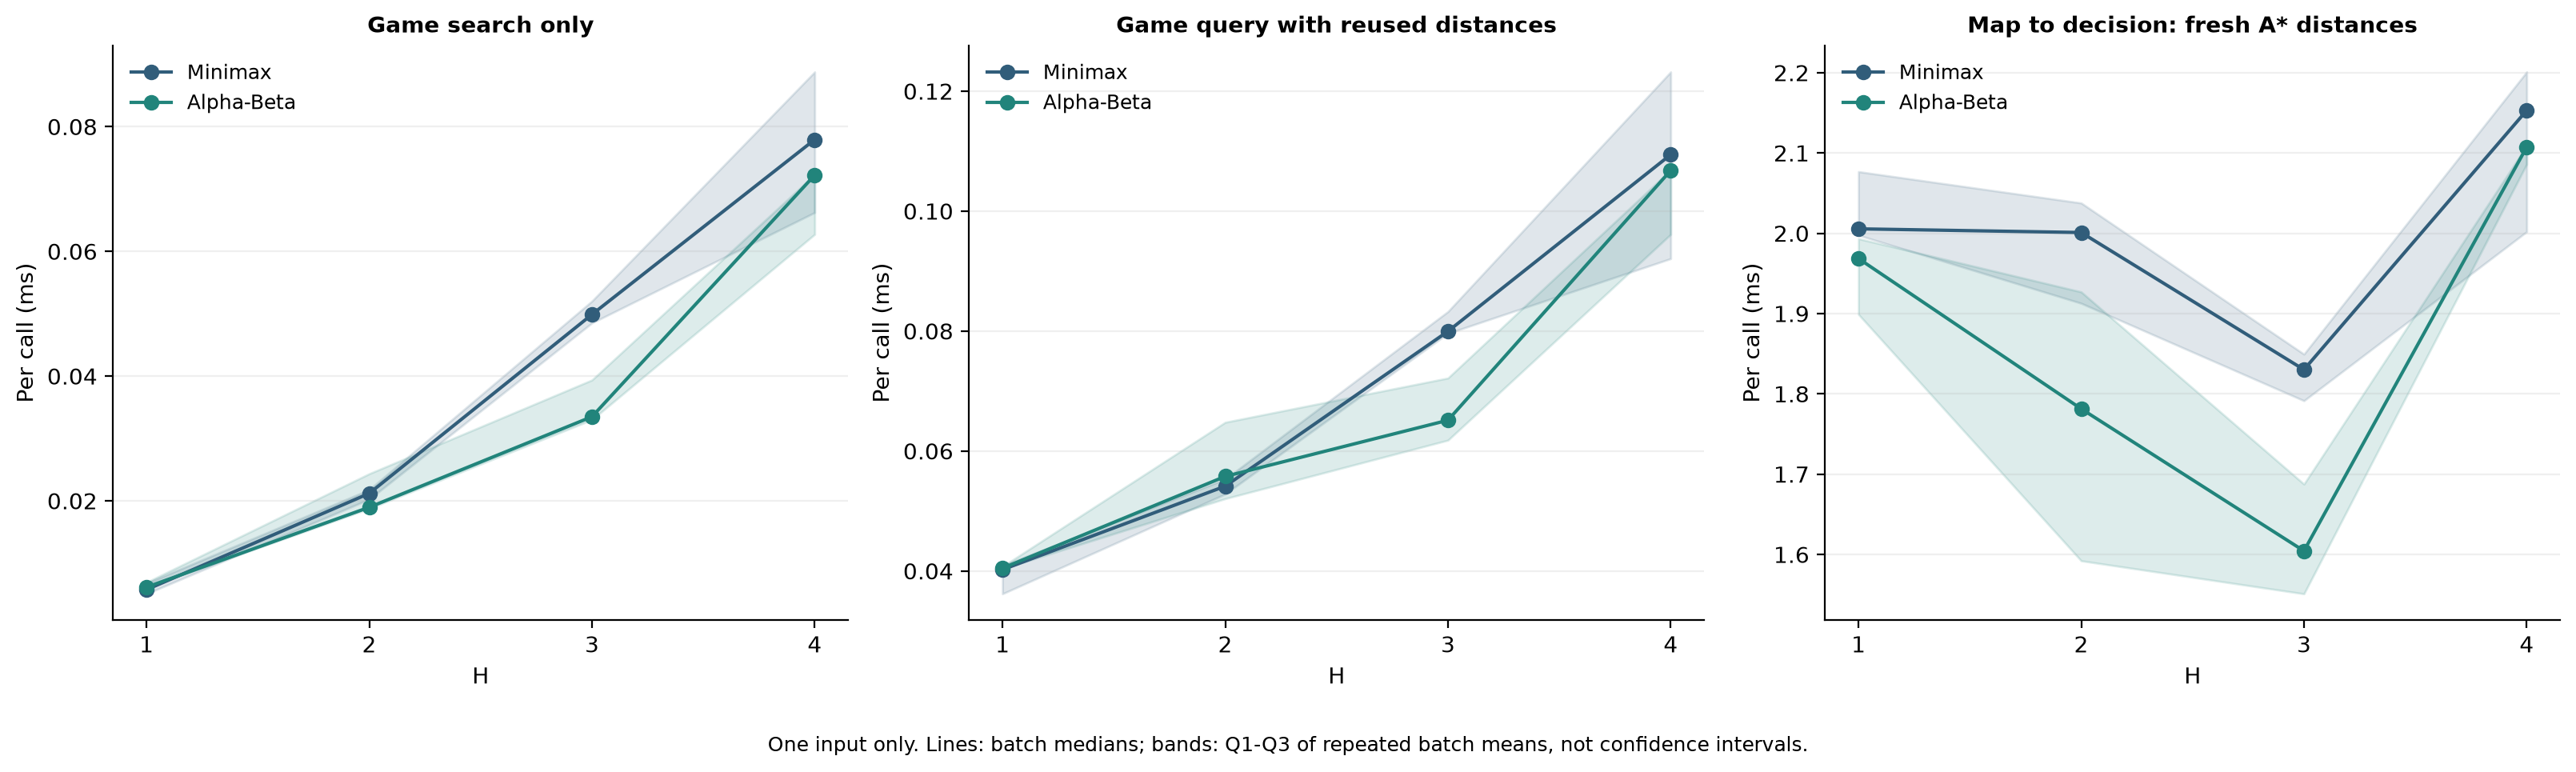 Game search only
Minimax
Alpha-Beta
0.08
0.06
0.04
0.02
Per call (ms)
1 2 3 4
H
Game query with reused distances
Minimax
Alpha-Beta
0.12
0.10
0.08
0.06
0.04
Per call (ms)
1 2 3 4
H
Map to decision: fresh A* distances
Minimax
Alpha-Beta
2.2
2.1
2.0
1.9
1.8
1.7
1.6
Per call (ms)
1 2 3 4
H
One input only. Lines: batch medians; bands: Q1-Q3 of repeated batch means, not confidence intervals.